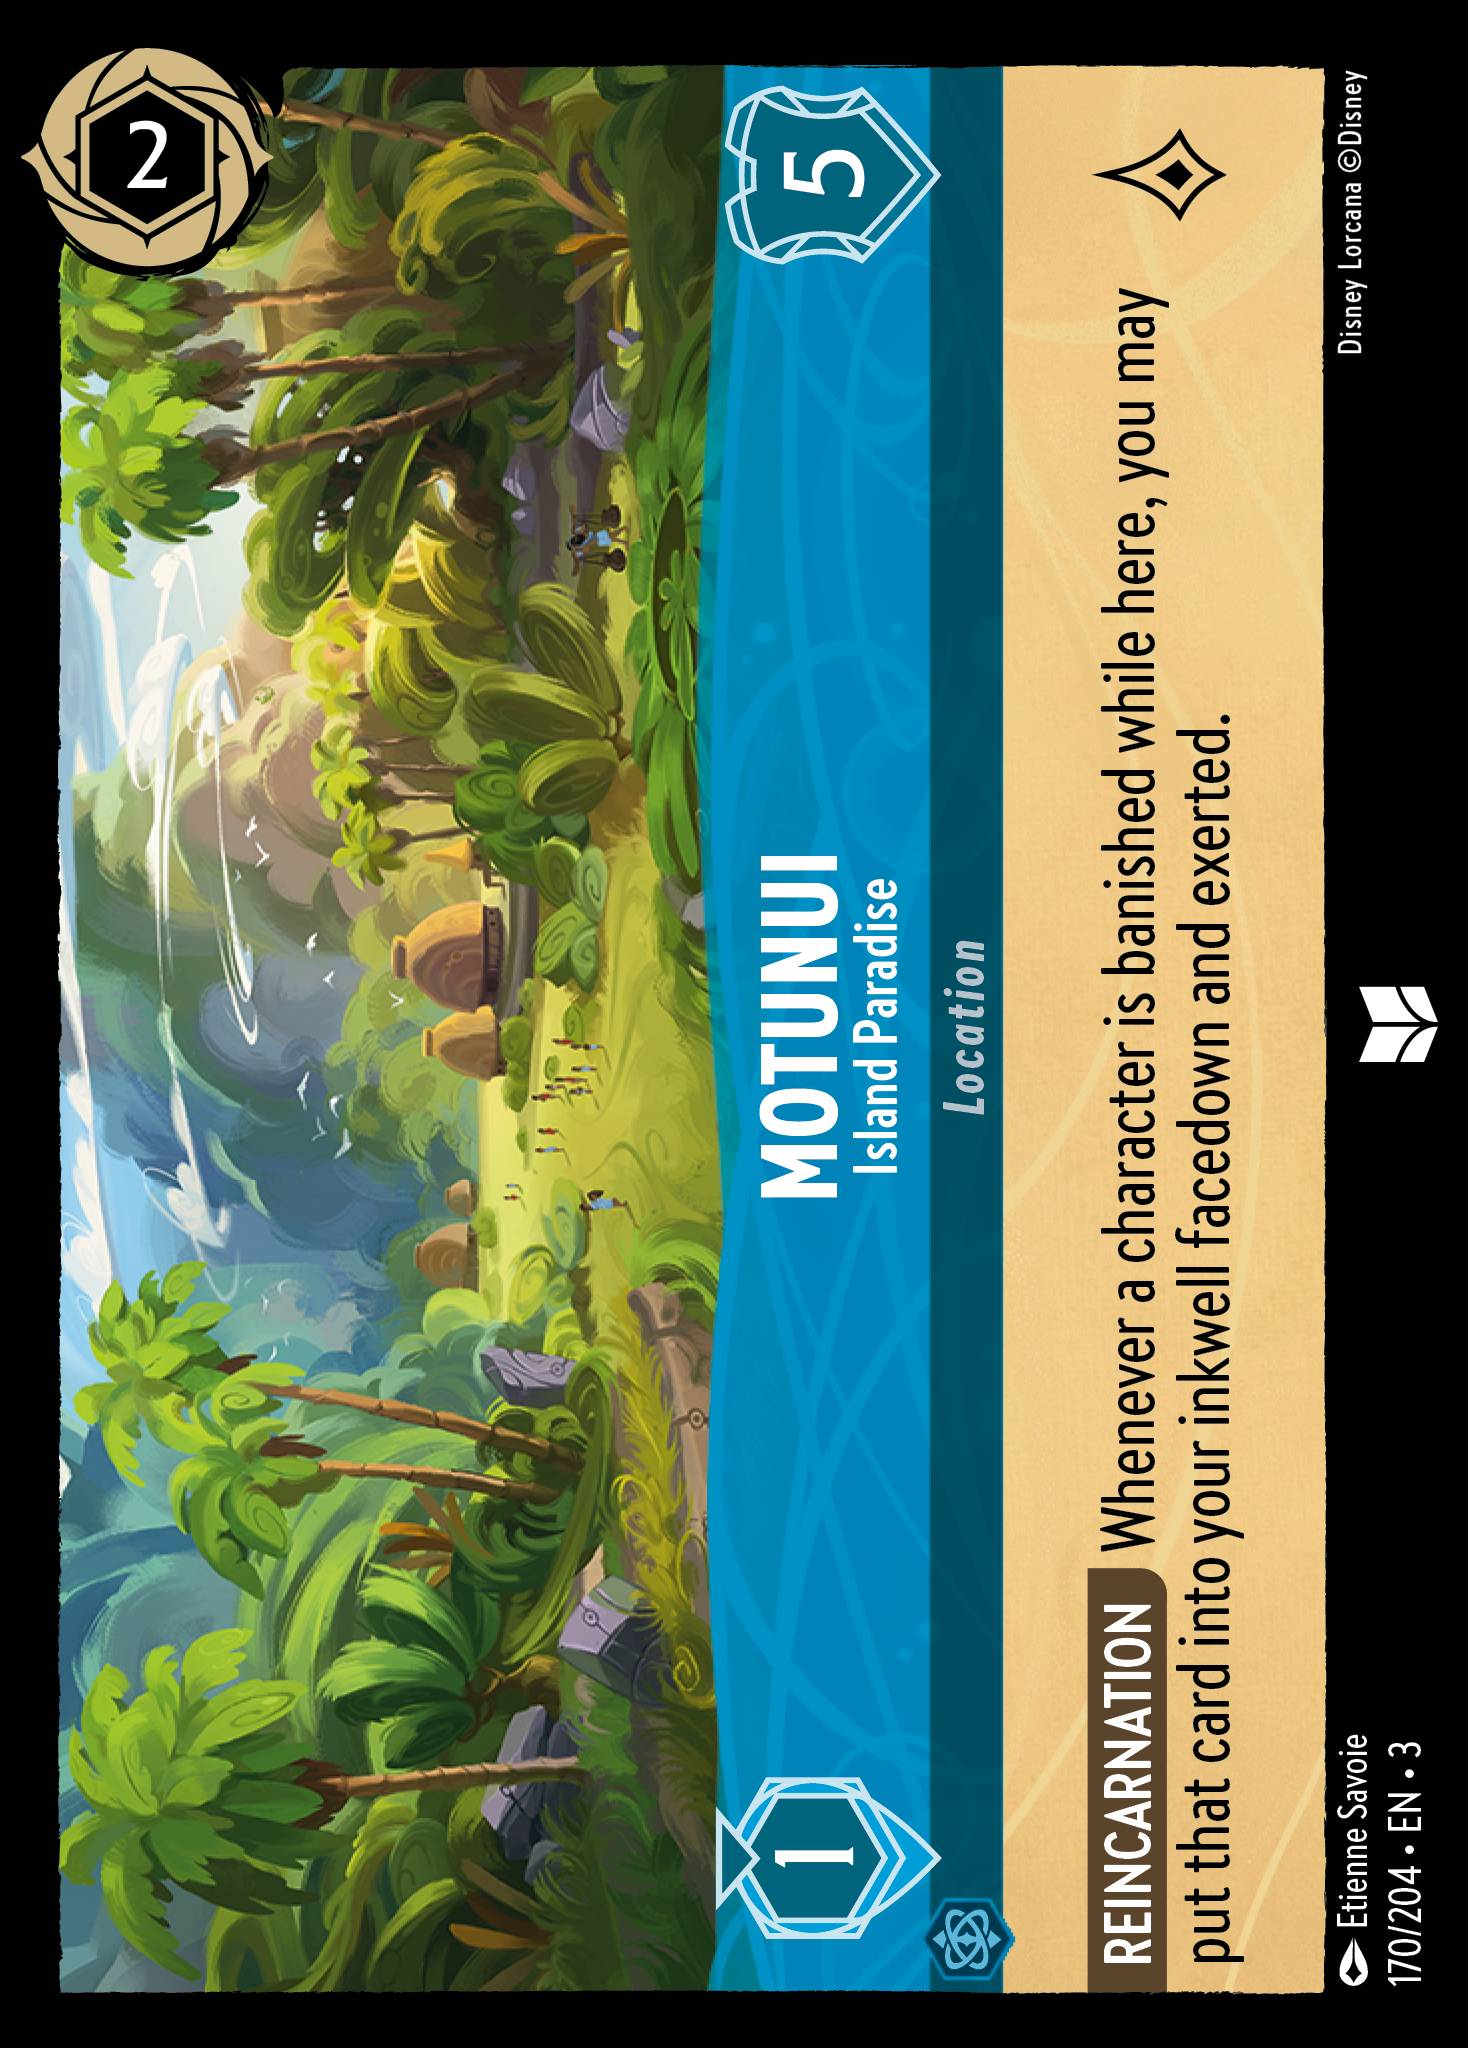 2
MOTUNUI
Island Paradise
1
5
Location
REINCARNATION Whenever a character is banished while here, you may
put that card into your inkwell facedown and exerted.
Etienne Savoie
170/204 • EN • 3
Disney Lorcana ©Disney